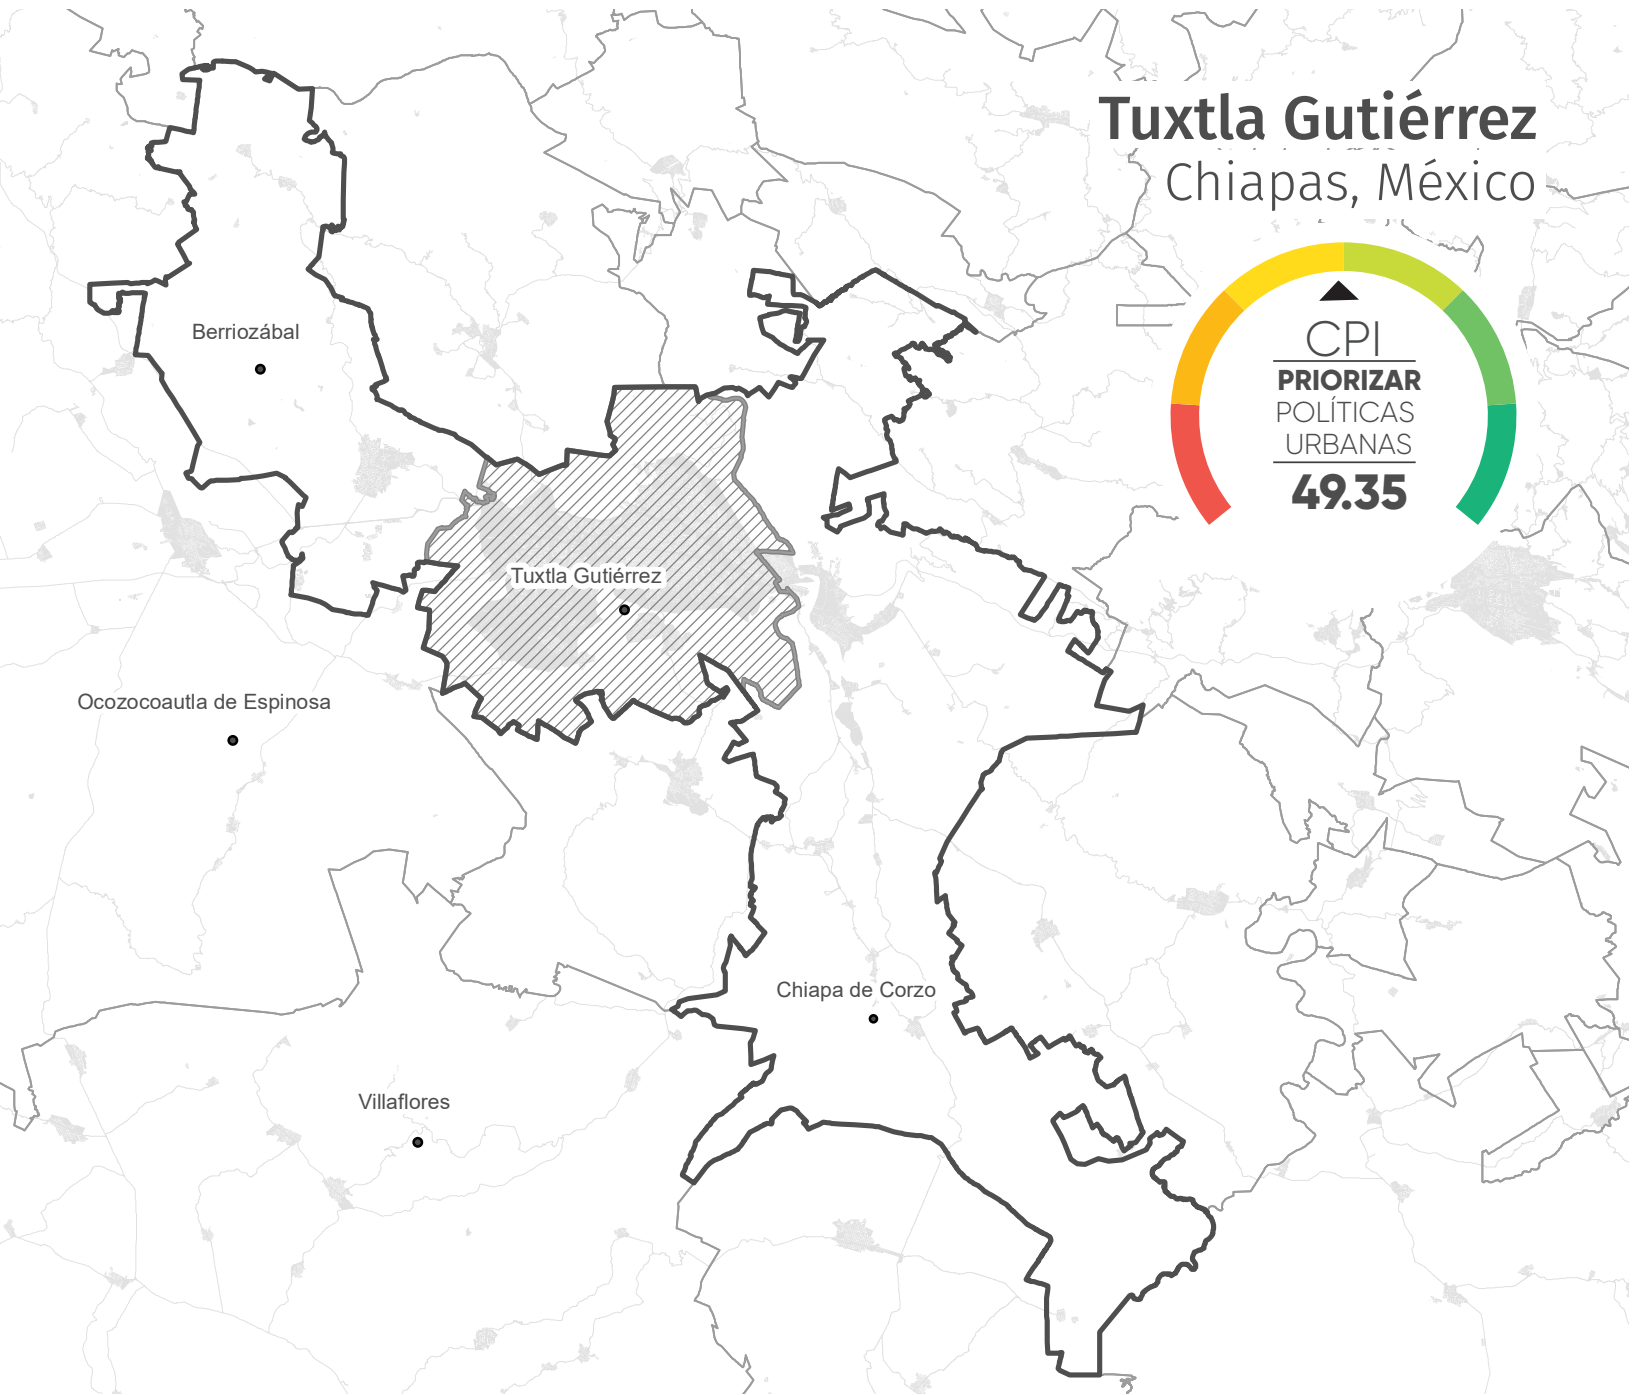 Tuxtla Gutiérrez
Chiapas, México
CPI
PRIORIZAR
POLÍTICAS
URBANAS
49.35
Berriozábal
Tuxtla Gutiérrez
Ocozocoautla de Espinosa
Chiapa de Corzo
Villaflores